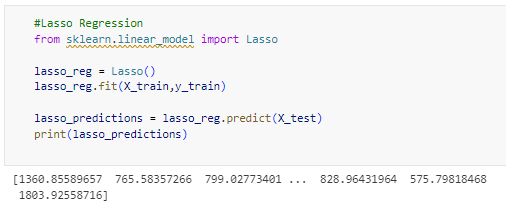 #Lasso Regression
from sklearn.linear_model import Lasso
lasso_reg = Lasso()
lasso_reg.fit(X_train,y_train)
lasso_predictions = lasso_reg.predict(X_test)
print(lasso_predictions)
[1360.85589657 765.58357266 799.02773401 ... 828.96431964 575.79818468
1803.92558716]